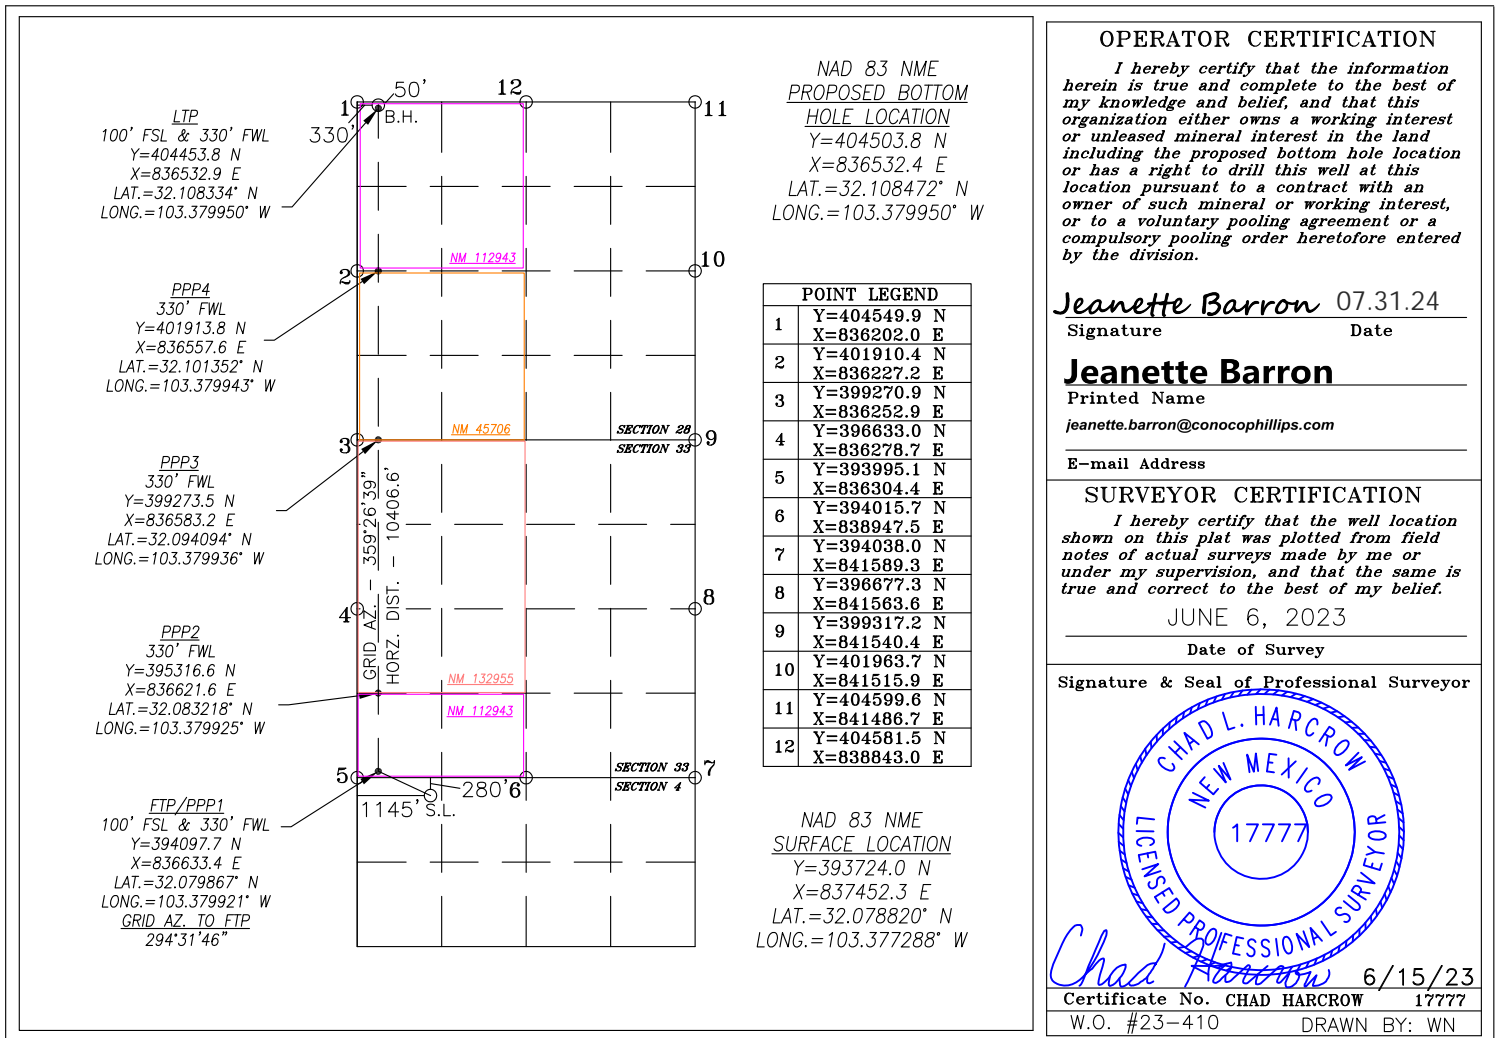 LTP
100' FSL & 330' FWL
Y=404453.8 N
X=836532.9 E
LAT.=32.108334° N
LONG.=103.379950° W
PPP4
330' FWL
Y=401913.8 N
X=836557.6 E
LAT.=32.101352° N
LONG.=103.379943° W
PPP3
330' FWL
Y=399273.5 N
X=836583.2 E
LAT.=32.094094° N
LONG.=103.379936° W
PPP2
330' FWL
Y=395316.6 N
X=836621.6 E
LAT.=32.083218° N
LONG.=103.379925° W
FTP/PPP1
100' FSL & 330' FWL
Y=394097.7 N
X=836633.4 E
LAT.=32.079867° N
LONG.=103.379921° W
GRID AZ. TO FTP
294°31'46"
1
50'
12
11
B.H.
330'
NM 112943
2
10
NM 45706
SECTION 28
3
9
SECTION 33
GRID AZ. - 359°26'39"
HORZ. DIST. - 10406.6'
4
8
NM 132955
NM 112943
SECTION 33
5
7
SECTION 4
280'
6
1145'
S.L.
NAD 83 NME
PROPOSED BOTTOM
HOLE LOCATION
Y=404503.8 N
X=836532.4 E
LAT.=32.108472° N
LONG.=103.379950° W
POINT LEGEND
1 Y=404549.9 N
X=836202.0 E
2 Y=401910.4 N
X=836227.2 E
3 Y=399270.9 N
X=836252.9 E
4 Y=396633.0 N
X=836278.7 E
5 Y=393995.1 N
X=836304.4 E
6 Y=394015.7 N
X=838947.5 E
7 Y=394038.0 N
X=841589.3 E
8 Y=396677.3 N
X=841563.6 E
9 Y=399317.2 N
X=841540.4 E
10 Y=401963.7 N
X=841515.9 E
11 Y=404599.6 N
X=841486.7 E
12 Y=404581.5 N
X=838843.0 E
NAD 83 NME
SURFACE LOCATION
Y=393724.0 N
X=837452.3 E
LAT.=32.078820° N
LONG.=103.377288° W
OPERATOR CERTIFICATION
I hereby certify that the information
herein is true and complete to the best of
my knowledge and belief, and that this
organization either owns a working interest
or unleased mineral interest in the land
including the proposed bottom hole location
or has a right to drill this well at this
location pursuant to a contract with an
owner of such mineral or working interest,
or to a voluntary pooling agreement or a
compulsory pooling order heretofore entered
by the division.
Jeanette Barron 07.31.24
Signature Date
Jeanette Barron
Printed Name
jeanette.barron@conocophillips.com
E-mail Address
SURVEYOR CERTIFICATION
I hereby certify that the well location
shown on this plat was plotted from field
notes of actual surveys made by me or
under my supervision, and that the same is
true and correct to the best of my belief.
JUNE 6, 2023
Date of Survey
Signature & Seal of Professional Surveyor
CHAD L. HARCROW
NEW MEXICO
17777
LICENSED PROFESSIONAL SURVEYOR
Chad Harcrow 6/15/23
Certificate No. CHAD HARCROW 17777
W.O. #23-410 DRAWN BY: WN